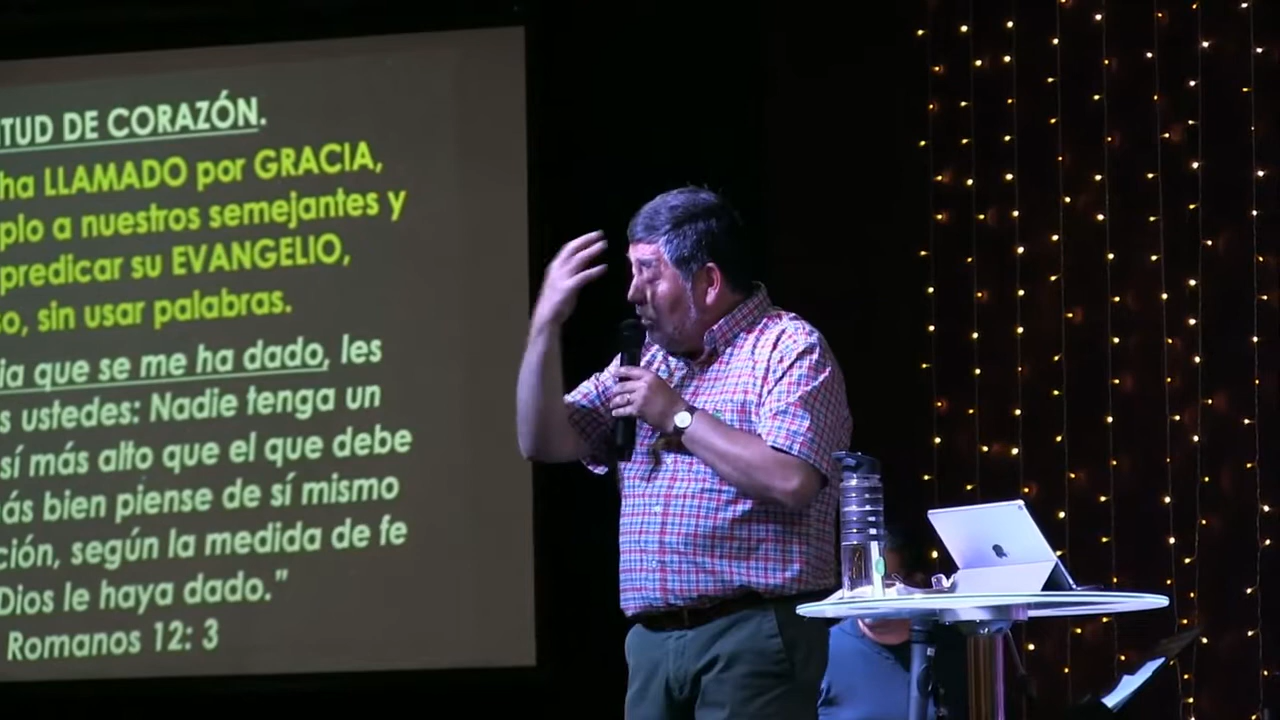 TUD DE CORAZÓN.
ha LLAMADO por GRACIA,
plo a nuestros semejantes y
predicar su EVANGELIO,
so, sin usar palabras.
ia que se me ha dado, les
s ustedes: Nadie tenga un
sí más alto que el que debe
ás bien piense de sí mismo
ción, según la medida de fe
Dios le haya dado."
Romanos 12: 3